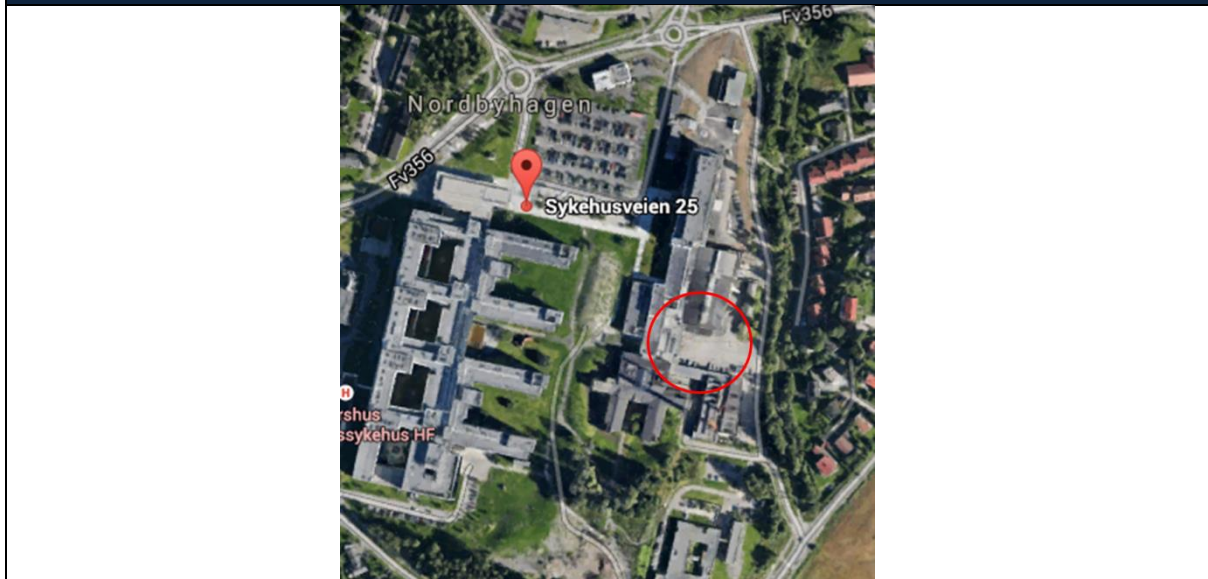 Fv356
Nordbyhagen
Fv356
Sykehusveien 25
H
rshus
ssykehus HF